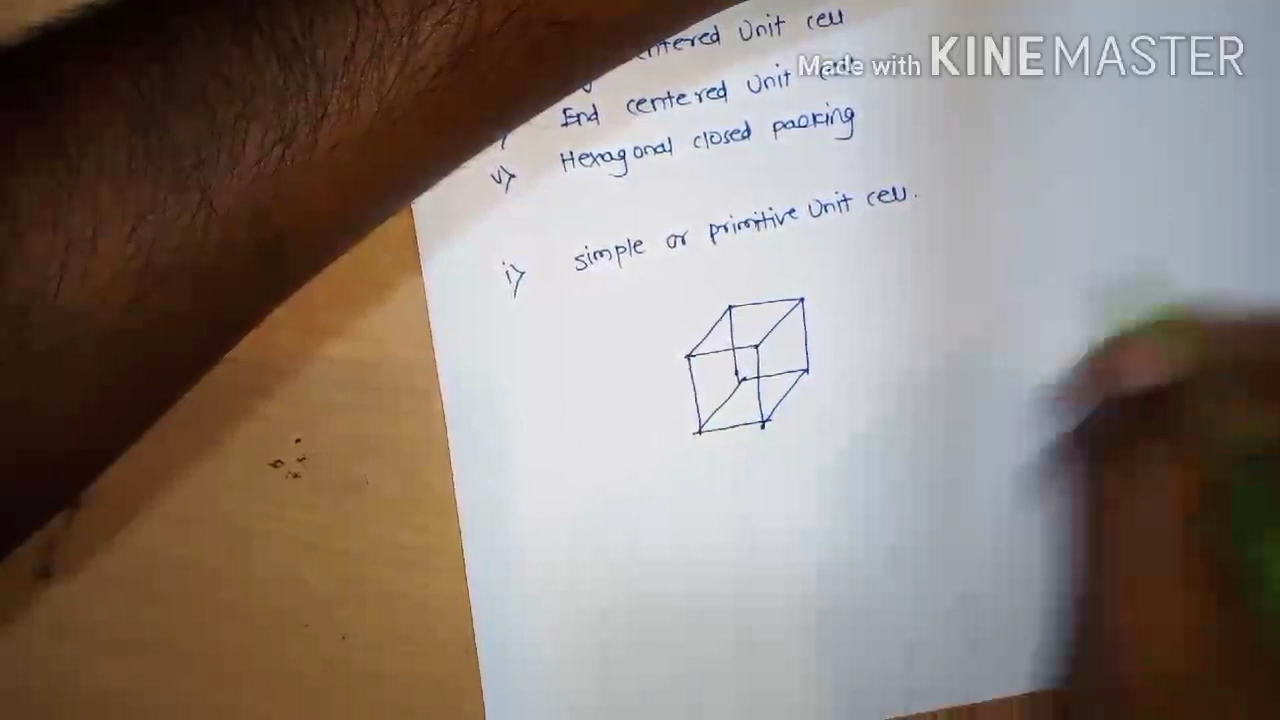 Unit cell
Made with KINEMASTER
End centered Unit
v> Hexagonal closed packing
i> simple or primitive Unit cell.